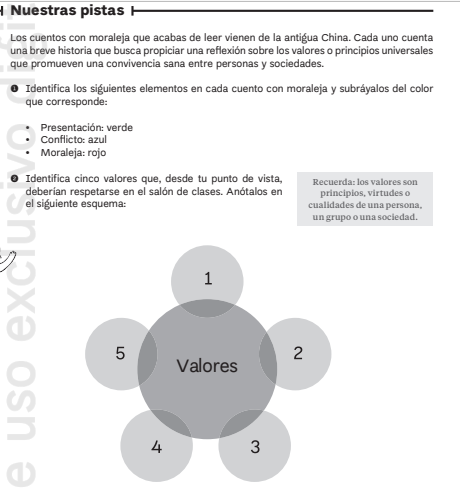 Nuestras pistas
Los cuentos con moraleja que acabas de leer vienen de la antigua China. Cada uno cuenta
una breve historia que busca propiciar una reflexión sobre los valores o principios universales
que promueven una convivencia sana entre personas y sociedades.
❶ Identifica los siguientes elementos en cada cuento con moraleja y subráyalos del color
que corresponde:
• Presentación: verde
• Conflicto: azul
• Moraleja: rojo
❷ Identifica cinco valores que, desde tu punto de vista,
deberían respetarse en el salón de clases. Anótalos en
el siguiente esquema:
Recuerda: los valores son
principios, virtudes o
cualidades de una persona,
un grupo o una sociedad.
1
5
Valores
2
4
3
e uso exclusivo